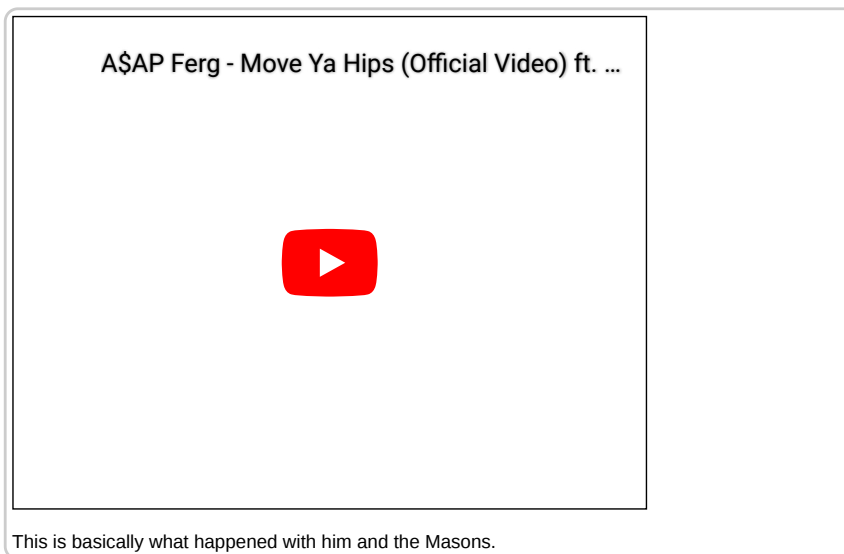 A$AP Ferg - Move Ya Hips (Official Video) ft. ...
This is basically what happened with him and the Masons.